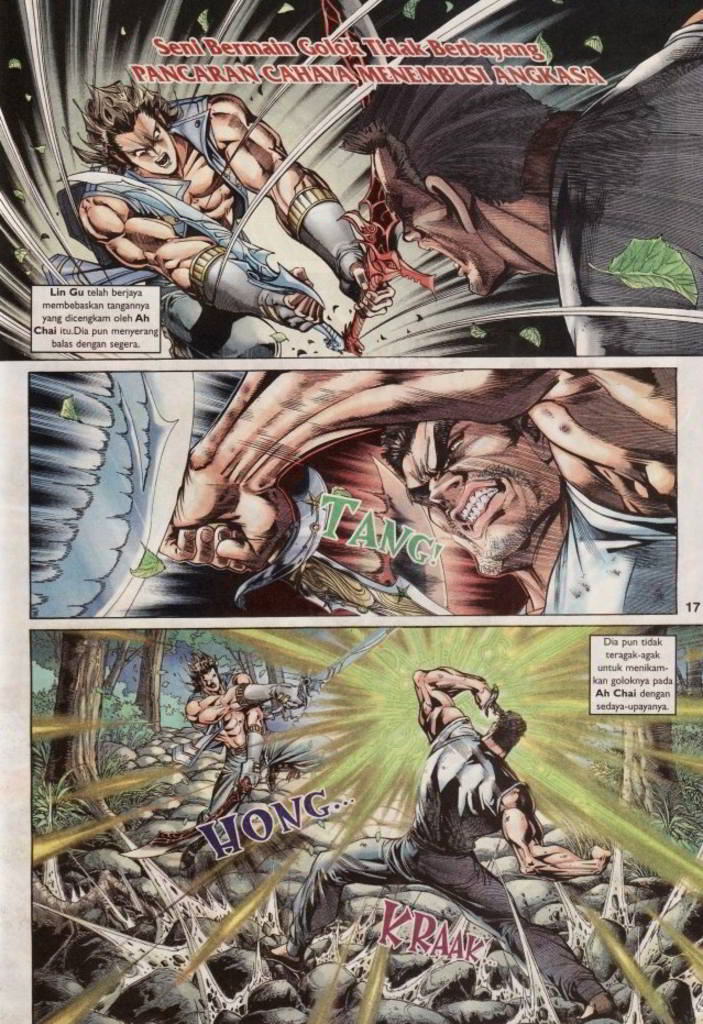 Seni Bermain Golok Tidak Berbayang
PANCARAN CAHAYA MENEMBUSI ANGKASA
Lin Gu telah berjaya
membebaskan tangannya
yang dicengkam oleh Ah
Chai itu.Dia pun menyerang
balas dengan segera.
TANG!
17
Dia pun tidak
teragak-agak
untuk menikam-
kan goloknya pada
Ah Chai dengan
sedaya-upayanya.
HONG...
KRAAK...